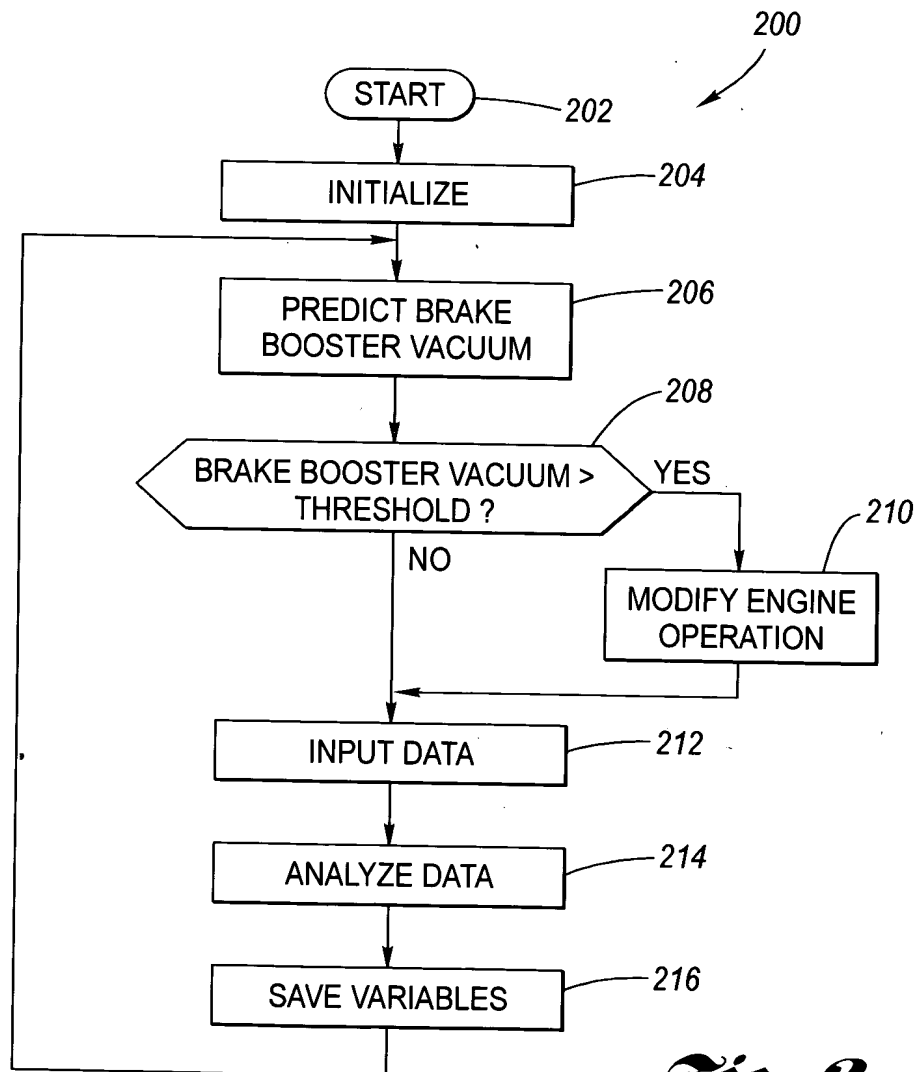 200
START
202
INITIALIZE
204
PREDICT BRAKE
BOOSTER VACUUM
206
208
BRAKE BOOSTER VACUUM >
THRESHOLD ?
YES
NO
210
MODIFY ENGINE
OPERATION
INPUT DATA
212
ANALYZE DATA
214
SAVE VARIABLES
216